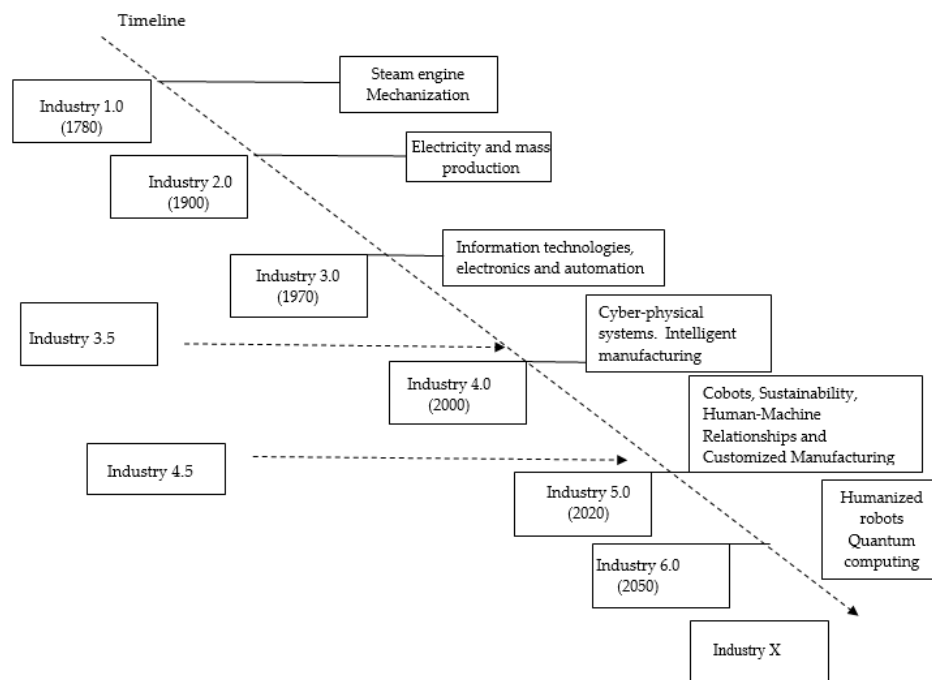 Timeline
Steam engine
Mechanization
Industry 1.0
(1780)
Electricity and mass
production
Industry 2.0
(1900)
Information technologies,
electronics and automation
Industry 3.0
(1970)
Industry 3.5
Cyber-physical
systems. Intelligent
manufacturing
Industry 4.0
(2000)
Cobots, Sustainability,
Human-Machine
Relationships and
Customized Manufacturing
Industry 4.5
Industry 5.0
(2020)
Humanized
robots
Quantum
computing
Industry 6.0
(2050)
Industry X